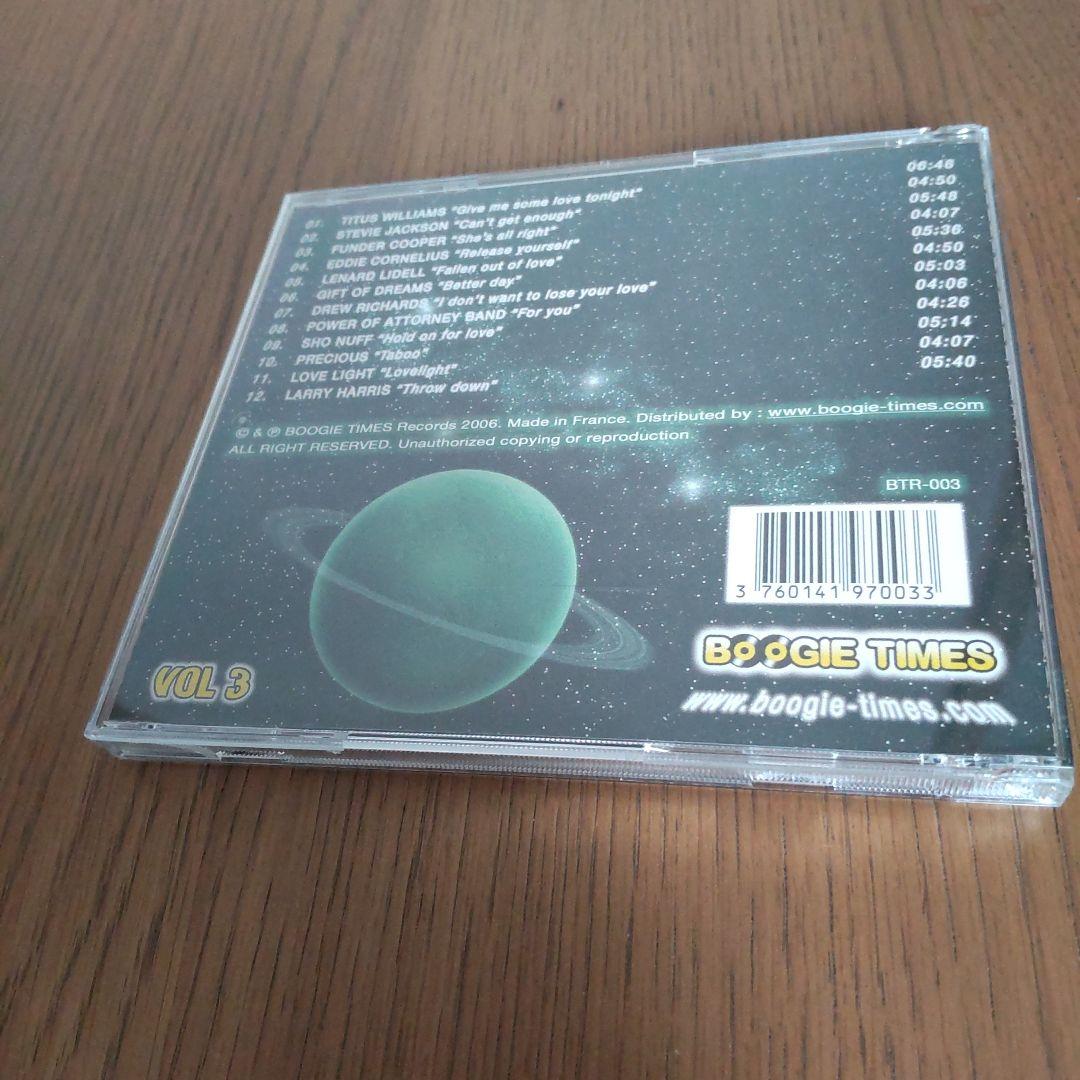 01. TITUS WILLIAMS "Give me some love tonight" 06:46
02. STEVIE JACKSON "Can't get enough" 04:50
03. FUNDER COOPER "She's all right" 05:48
04. EDDIE CORNELIUS "Release yourself" 04:07
05. LENARD LIDELL "Fallen out of love" 05:36
06. GIFT OF DREAMS "Better day" 04:50
07. DREW RICHARDS "I don't want to lose your love" 05:03
08. POWER OF ATTORNEY BAND "For you" 04:06
09. SHO NUFF "Hold on for love" 04:26
10. PRECIOUS "Taboo" 05:14
11. LOVE LIGHT "Lovelight" 04:07
12. LARRY HARRIS "Throw down" 05:40
© & ℗ BOOGIE TIMES Records 2006. Made in France. Distributed by : www.boogie-times.com
ALL RIGHT RESERVED. Unauthorized copying or reproduction
BTR-003
3 760141 970033
BOOGIE TIMES
www.boogie-times.com
VOL 3